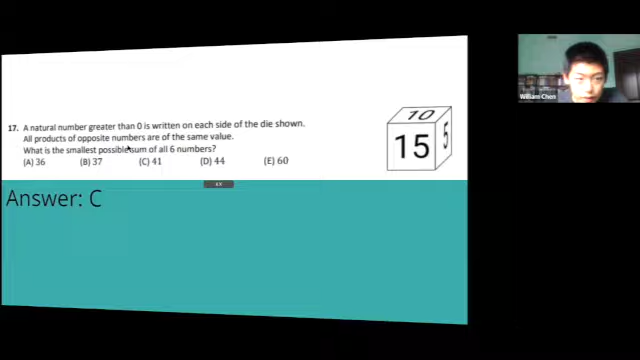 17. A natural number greater than 0 is written on each side of the die shown.
All products of opposite numbers are of the same value.
What is the smallest possible sum of all 6 numbers?
(A) 36 (B) 37 (C) 41 (D) 44 (E) 60
10
15
5
Answer: C
William Chen